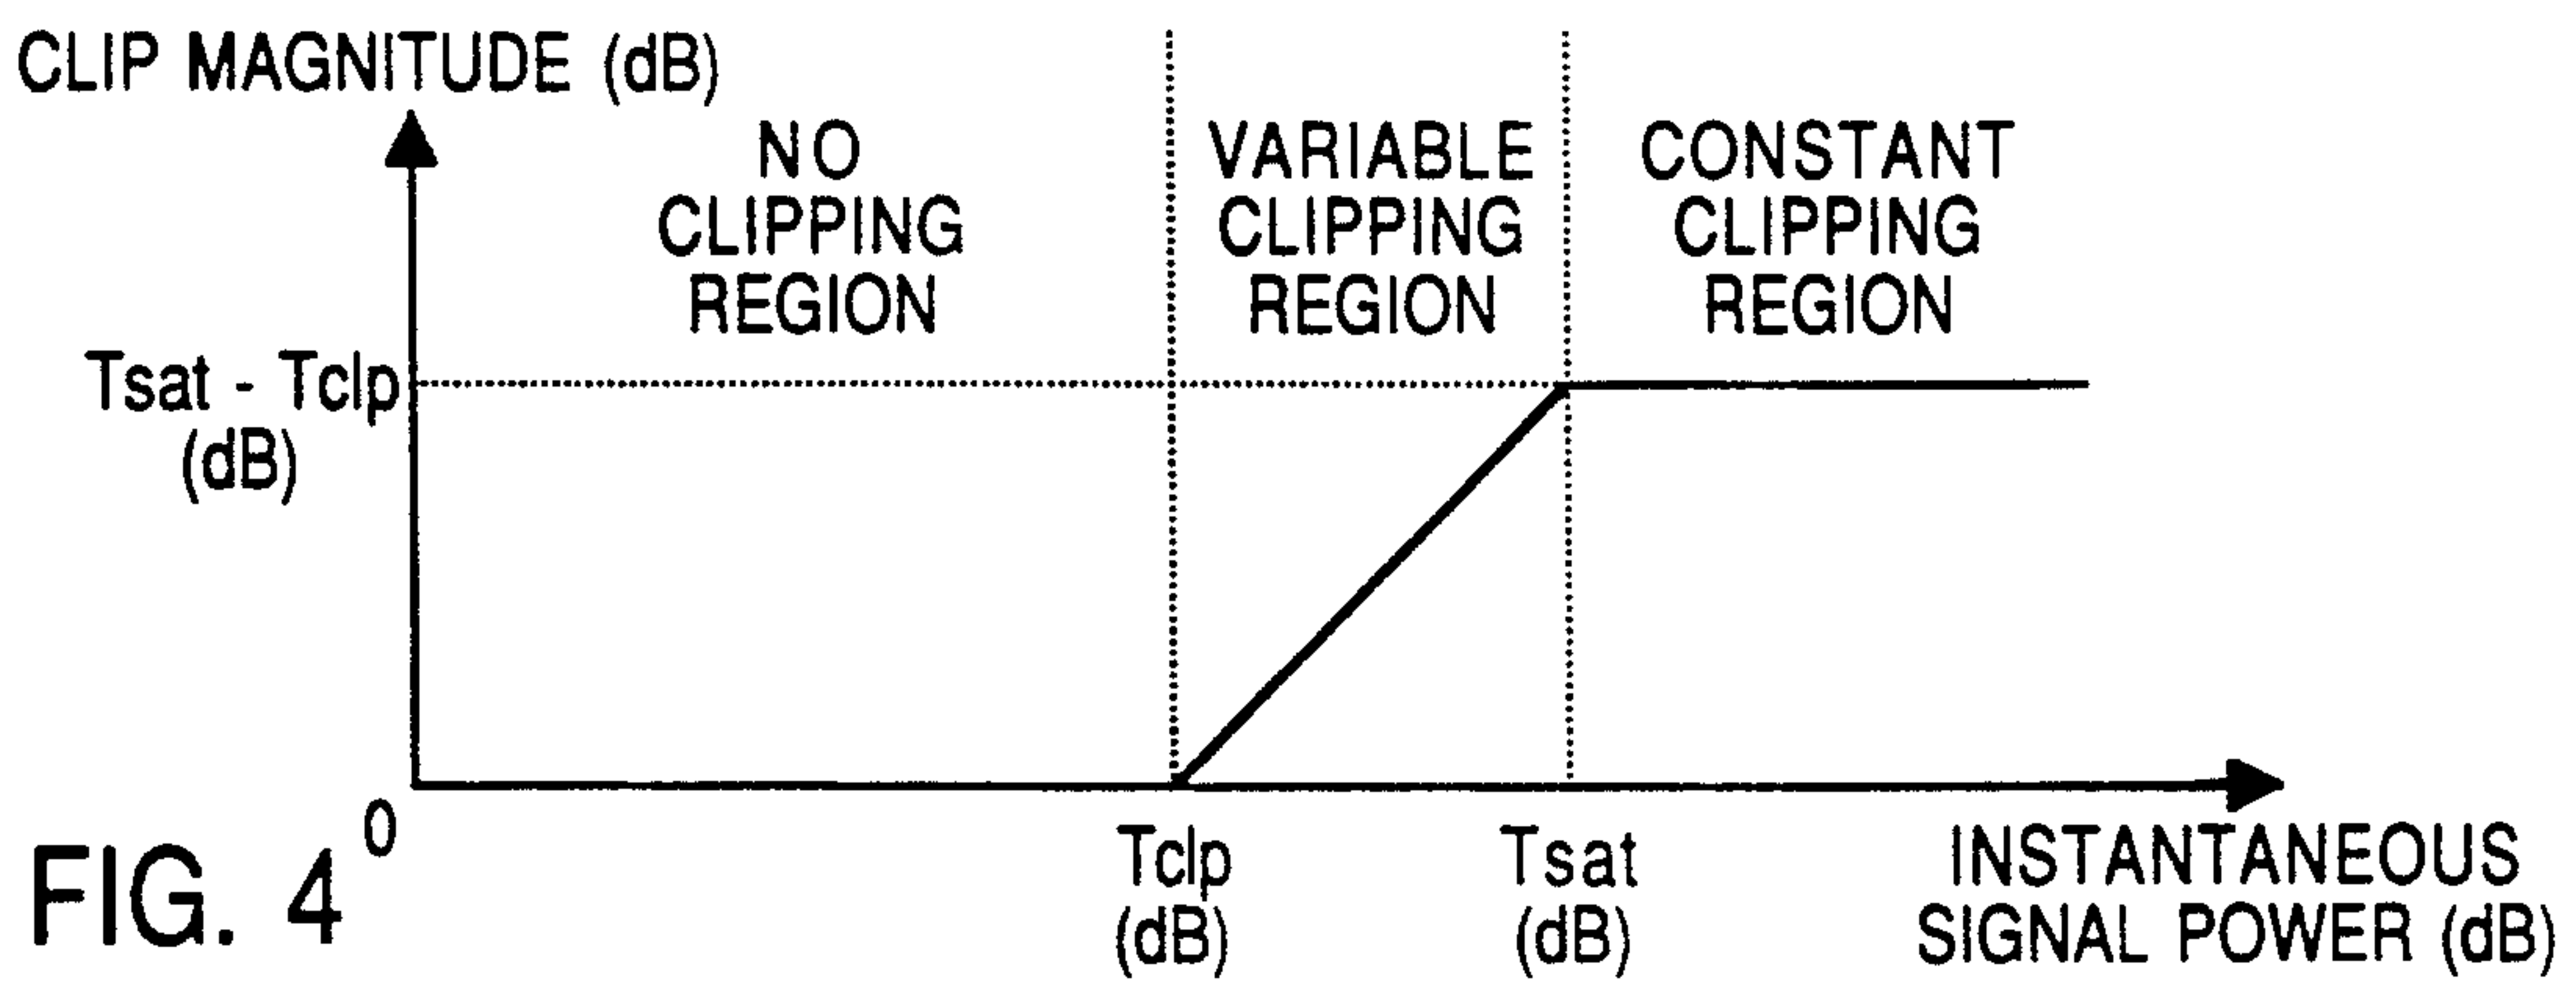 CLIP MAGNITUDE (dB)
NO
CLIPPING
REGION
VARIABLE
CLIPPING
REGION
CONSTANT
CLIPPING
REGION
Tsat - Tclp
(dB)
0
Tclp
(dB)
Tsat
(dB)
INSTANTANEOUS
SIGNAL POWER (dB)
FIG. 4